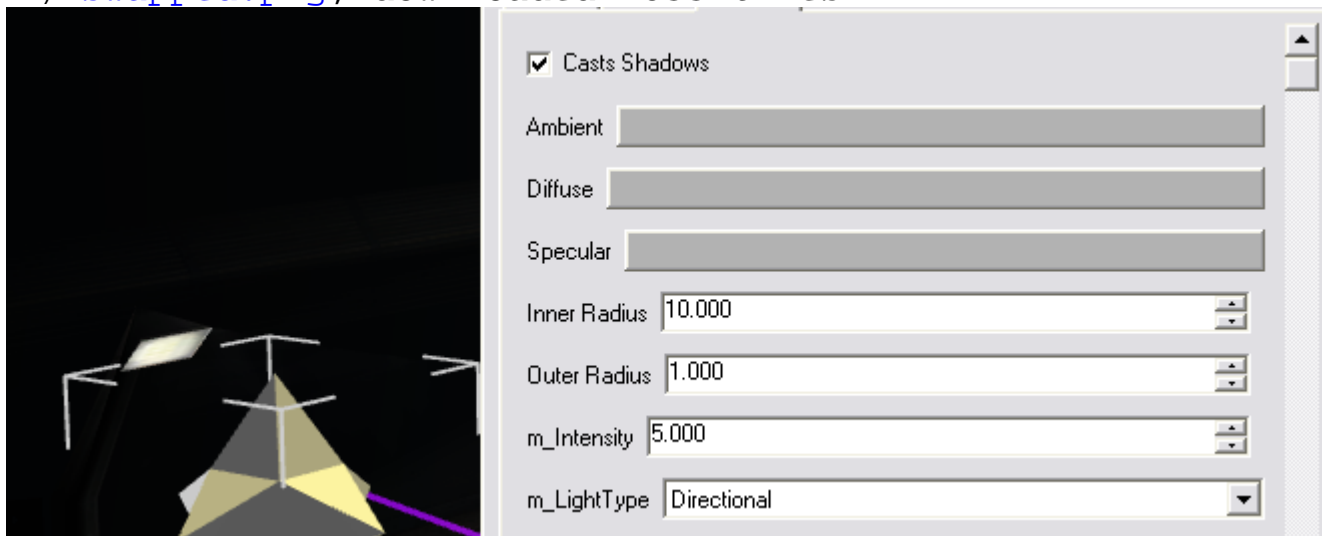 Casts Shadows
Ambient
Diffuse
Specular
Inner Radius 10.000
Outer Radius 1.000
m_Intensity 5.000
m_LightType Directional